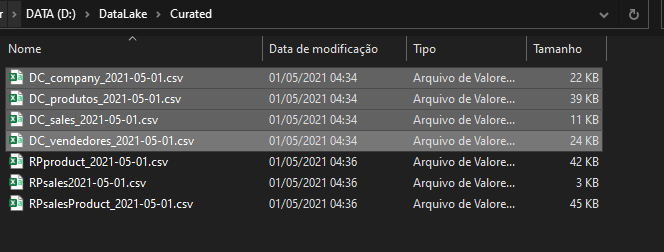 r › DATA (D:) › DataLake › Curated
Nome Data de modificação Tipo Tamanho
DC_company_2021-05-01.csv 01/05/2021 04:34 Arquivo de Valore... 22 KB
DC_produtos_2021-05-01.csv 01/05/2021 04:34 Arquivo de Valore... 39 KB
DC_sales_2021-05-01.csv 01/05/2021 04:34 Arquivo de Valore... 11 KB
DC_vendedores_2021-05-01.csv 01/05/2021 04:34 Arquivo de Valore... 24 KB
RPproduct_2021-05-01.csv 01/05/2021 04:36 Arquivo de Valore... 42 KB
RPsales2021-05-01.csv 01/05/2021 04:36 Arquivo de Valore... 3 KB
RPsalesProduct_2021-05-01.csv 01/05/2021 04:36 Arquivo de Valore... 45 KB